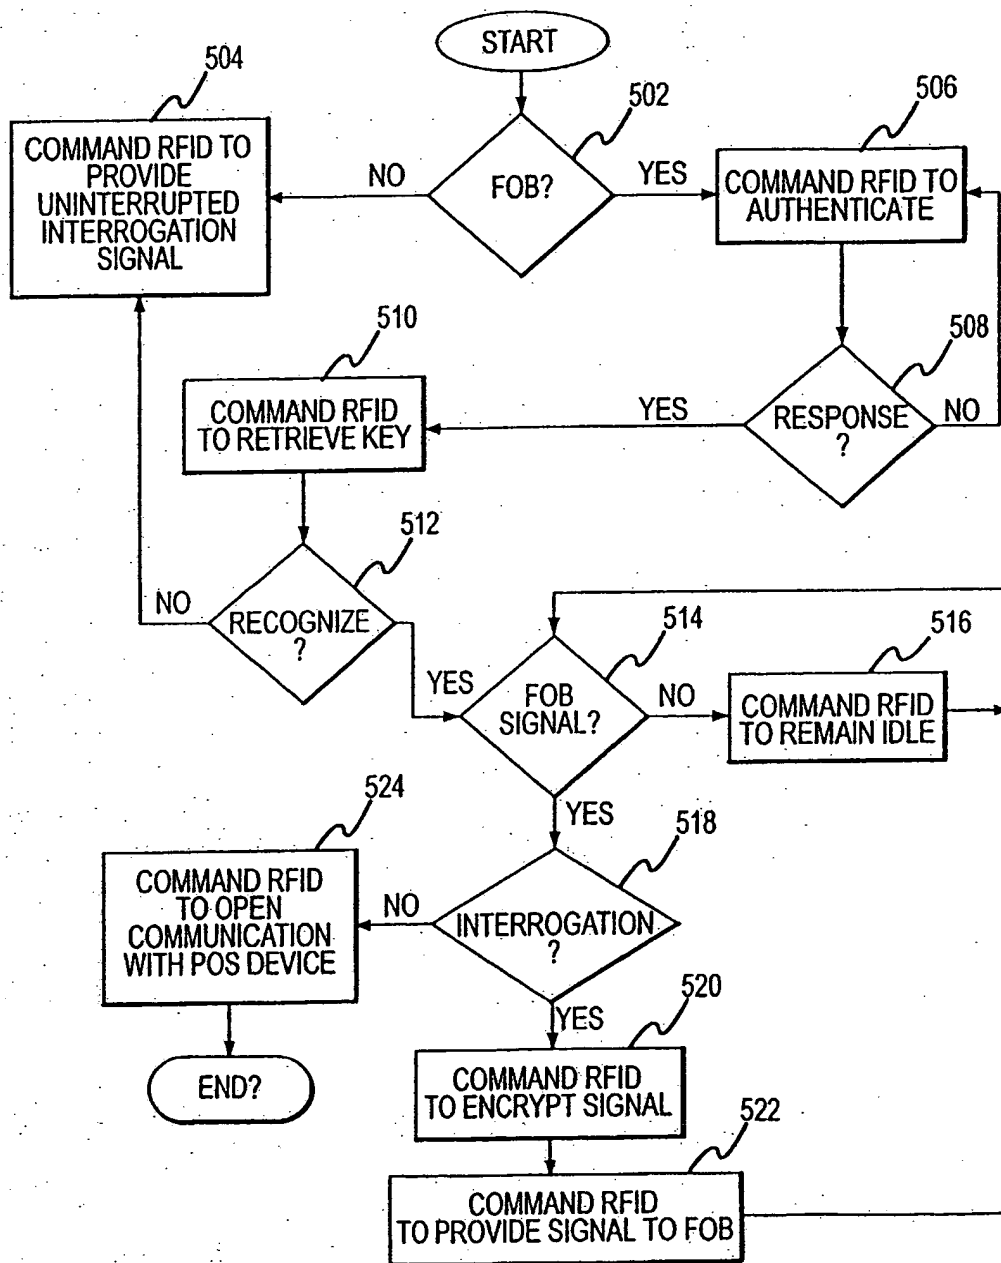 START
504
502
506
COMMAND RFID TO
PROVIDE
UNINTERRUPTED
INTERROGATION
SIGNAL
NO
FOB?
YES
COMMAND RFID TO
AUTHENTICATE
510
508
COMMAND RFID
TO RETRIEVE KEY
YES
RESPONSE
?
NO
512
NO
RECOGNIZE
?
YES
514
516
FOB
SIGNAL?
NO
COMMAND RFID
TO REMAIN IDLE
YES
524
518
COMMAND RFID
TO OPEN
COMMUNICATION
WITH POS DEVICE
NO
INTERROGATION
?
YES
520
END?
COMMAND RFID
TO ENCRYPT SIGNAL
522
COMMAND RFID
TO PROVIDE SIGNAL TO FOB